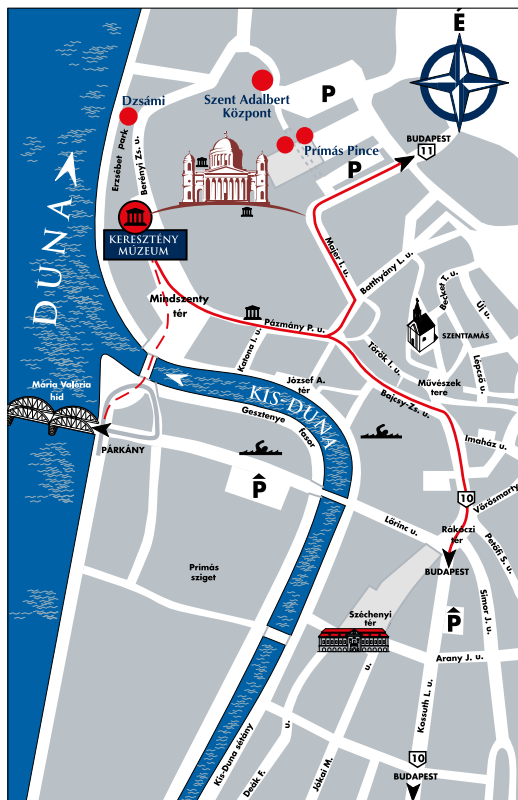 É
Dzsámi
Szent Adalbert
Központ
P
Prímás Pince
P
BUDAPEST
11
Erzsébet park
Berényi Zs. u.
DUNA
KERESZTÉNY
MÚZEUM
Mindszenty
tér
Majer I. u.
Batthyány L. u.
Becket T. u.
Új u.
SZENTTAMÁS
Pázmány P. u.
Katona I. u.
Török I. u.
Lépcső u.
József A.
tér
Művészek
tere
Bajcsy-Zs. u.
Mária Valéria
híd
KIS-DUNA
Gesztenye
fasor
Imaház u.
PÁRKÁNY
P
10
Vörösmarty
Lőrinc u.
Rákóczi
tér
Petőfi S. u.
BUDAPEST
Prímás
sziget
Simor J. u.
Széchenyi
tér
P
Arany J. u.
u.
Kossuth L. u.
u.
Kis-Duna sétány
Deák F.
Jókai M.
10
BUDAPEST